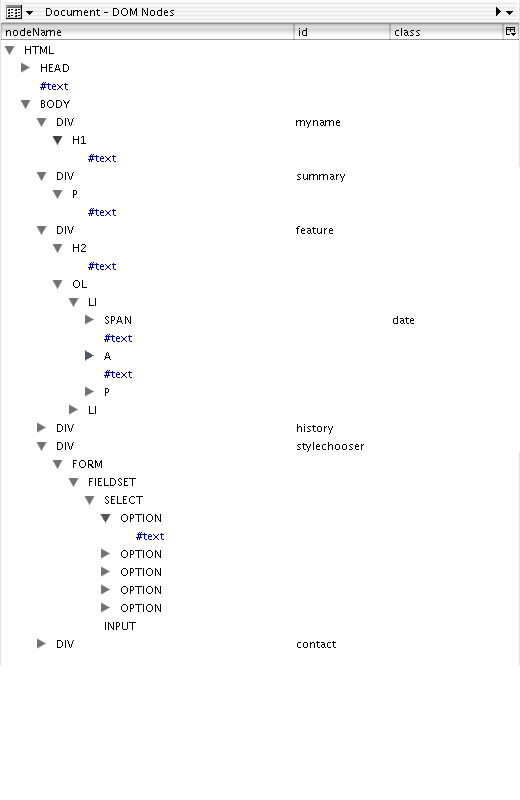 Document - DOM Nodes
nodeName id class
HTML
HEAD
#text
BODY
DIV myname
H1
#text
DIV summary
P
#text
DIV feature
H2
#text
OL
LI
SPAN date
#text
A
#text
P
LI
DIV history
DIV stylechooser
FORM
FIELDSET
SELECT
OPTION
#text
OPTION
OPTION
OPTION
OPTION
INPUT
DIV contact